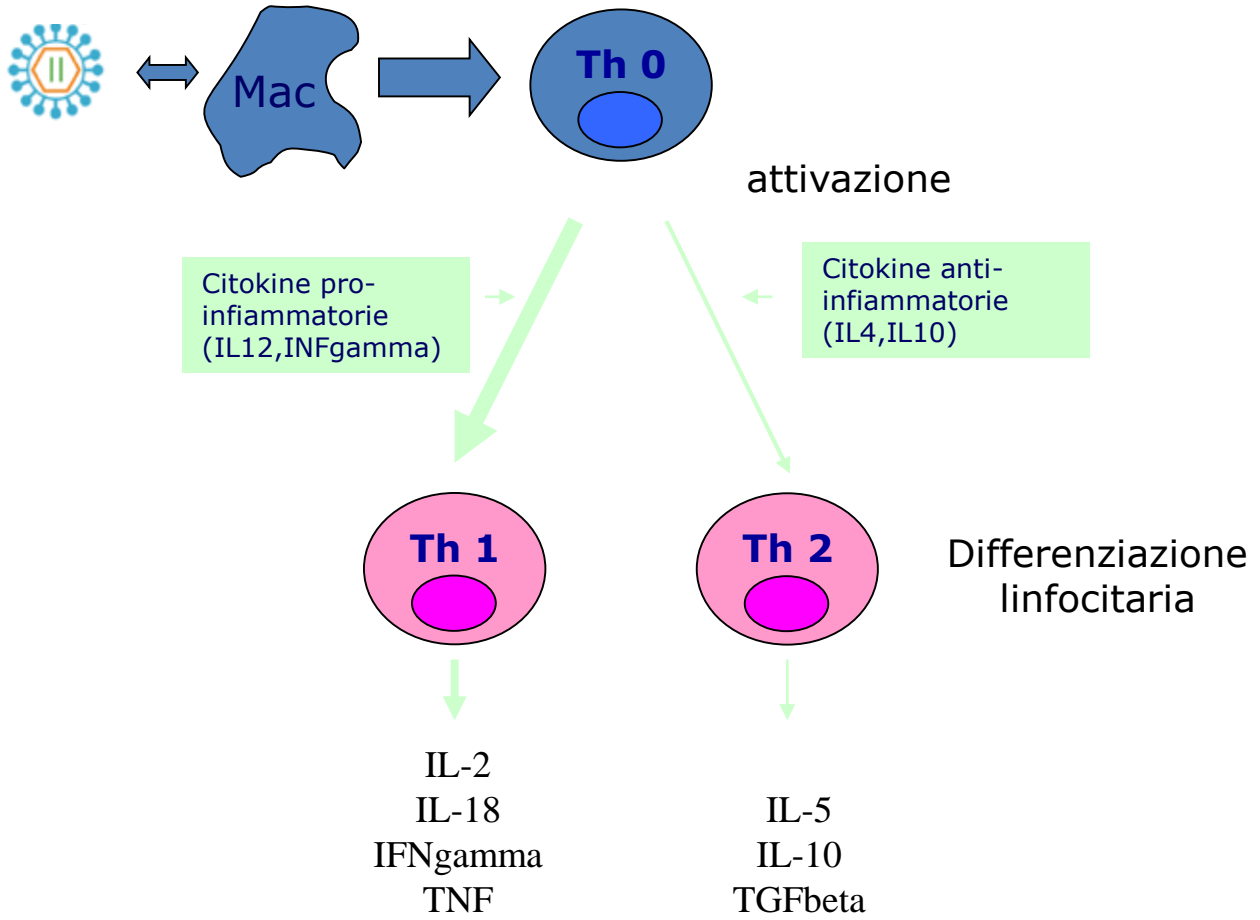 Mac
Th 0
attivazione
Citokine pro-
infiammatorie
(IL12,INFgamma)
Citokine anti-
infiammatorie
(IL4,IL10)
Th 1
Th 2
Differenziazione
linfocitaria
IL-2
IL-18
IFNgamma
TNF
IL-5
IL-10
TGFbeta